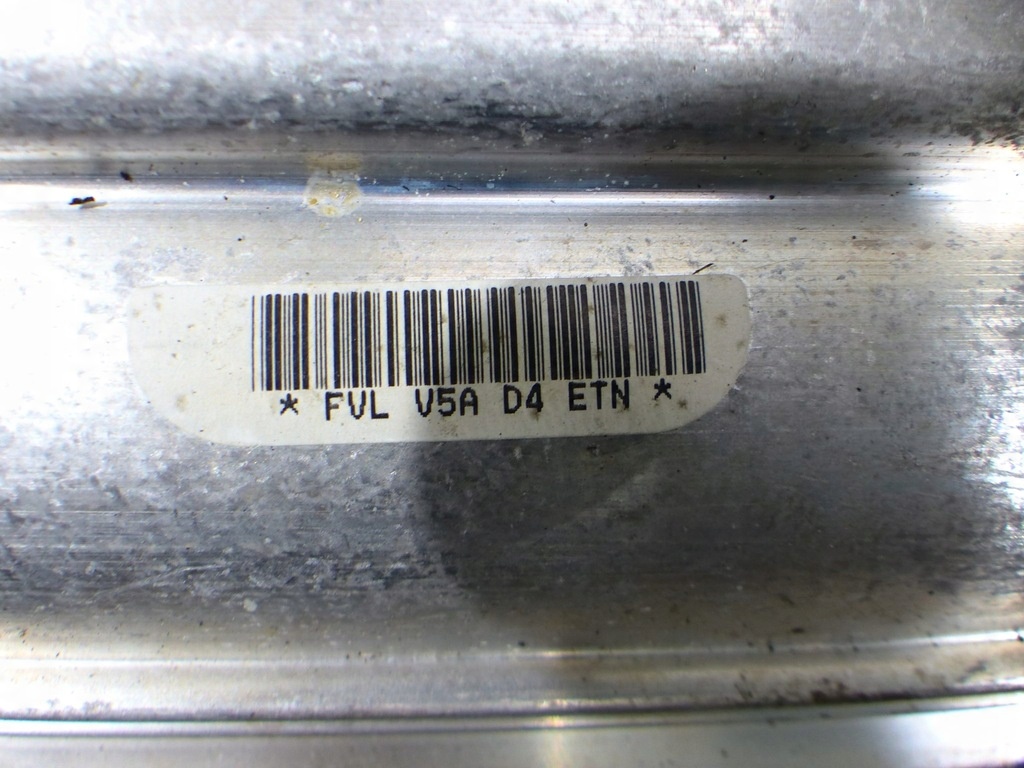 * FVL V5A D4 ETN *